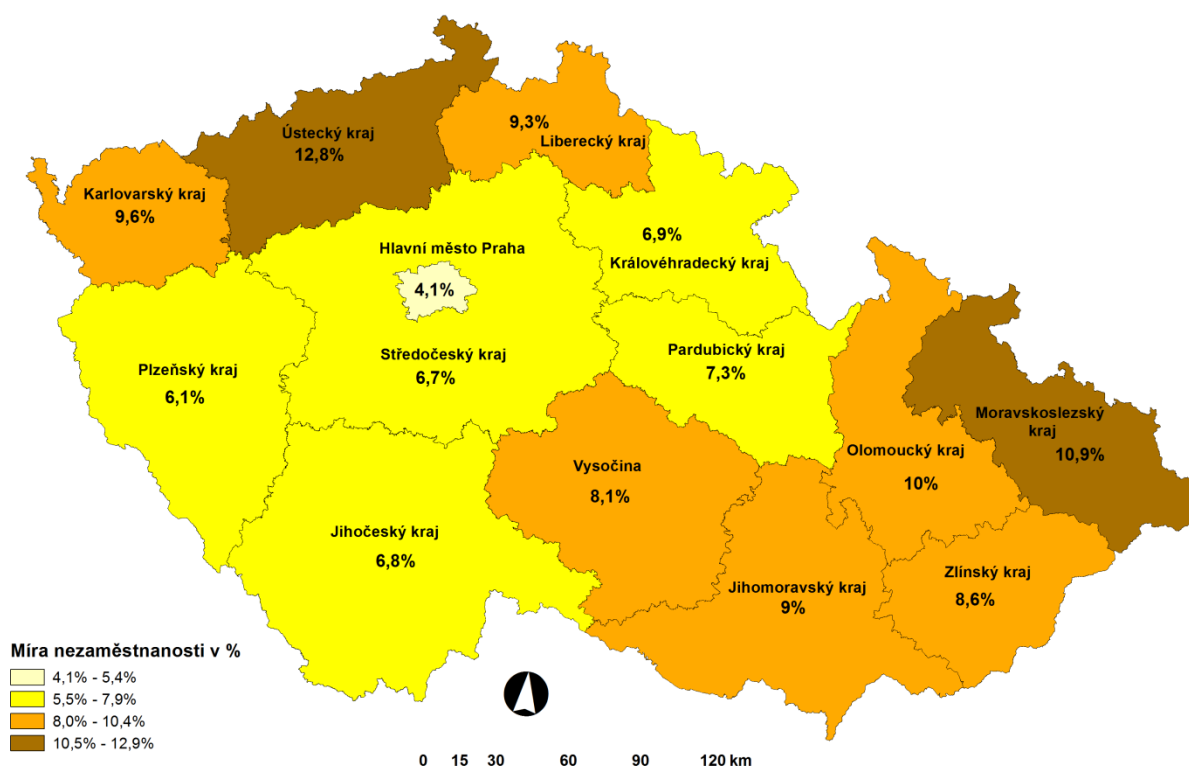 Ústecký kraj
12,8%
9,3%
Liberecký kraj
Karlovarský kraj
9,6%
6,9%
Královéhradecký kraj
Hlavní město Praha
4,1%
Středočeský kraj
6,7%
Pardubický kraj
7,3%
Plzeňský kraj
6,1%
Moravskoslezský
kraj
10,9%
Olomoucký kraj
10%
Vysočina
8,1%
Jihočeský kraj
6,8%
Jihomoravský kraj
9%
Zlínský kraj
8,6%
Míra nezaměstnanosti v %
4,1% - 5,4%
5,5% - 7,9%
8,0% - 10,4%
10,5% - 12,9%
0 15 30 60 90 120 km